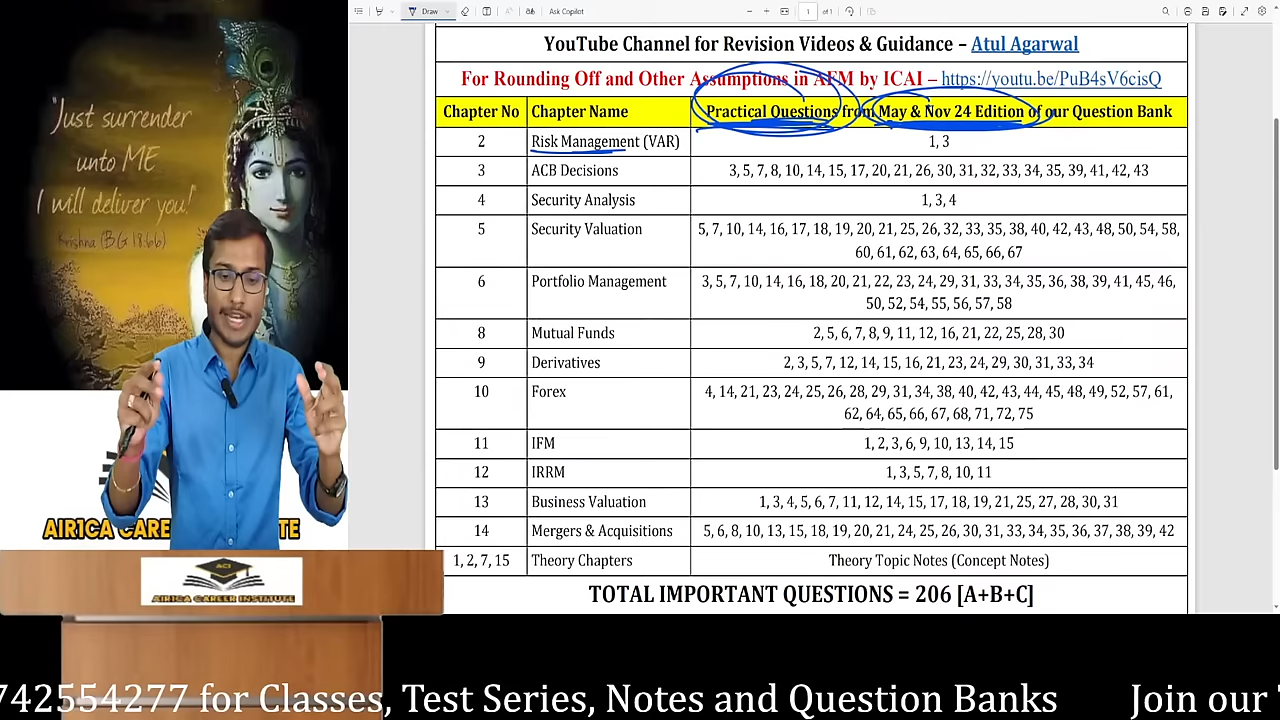 Draw
Ask Copilot
1
of 1
"Just surrender
unto ME
I will deliver you!"
Krishna (BG 18:66)
YouTube Channel for Revision Videos & Guidance – Atul Agarwal
For Rounding Off and Other Assumptions in AFM by ICAI – https://youtu.be/PuB4sV6cisQ
Chapter No Chapter Name Practical Questions from May & Nov 24 Edition of our Question Bank
2 Risk Management (VAR) 1, 3
3 ACB Decisions 3, 5, 7, 8, 10, 14, 15, 17, 20, 21, 26, 30, 31, 32, 33, 34, 35, 39, 41, 42, 43
4 Security Analysis 1, 3, 4
5 Security Valuation 5, 7, 10, 14, 16, 17, 18, 19, 20, 21, 25, 26, 32, 33, 35, 38, 40, 42, 43, 48, 50, 54, 58,
60, 61, 62, 63, 64, 65, 66, 67
6 Portfolio Management 3, 5, 7, 10, 14, 16, 18, 20, 21, 22, 23, 24, 29, 31, 33, 34, 35, 36, 38, 39, 41, 45, 46,
50, 52, 54, 55, 56, 57, 58
8 Mutual Funds 2, 5, 6, 7, 8, 9, 11, 12, 16, 21, 22, 25, 28, 30
9 Derivatives 2, 3, 5, 7, 12, 14, 15, 16, 21, 23, 24, 29, 30, 31, 33, 34
10 Forex 4, 14, 21, 23, 24, 25, 26, 28, 29, 31, 34, 38, 40, 42, 43, 44, 45, 48, 49, 52, 57, 61,
62, 64, 65, 66, 67, 68, 71, 72, 75
11 IFM 1, 2, 3, 6, 9, 10, 13, 14, 15
12 IRRM 1, 3, 5, 7, 8, 10, 11
13 Business Valuation 1, 3, 4, 5, 6, 7, 11, 12, 14, 15, 17, 18, 19, 21, 25, 27, 28, 30, 31
14 Mergers & Acquisitions 5, 6, 8, 10, 13, 15, 18, 19, 20, 21, 24, 25, 26, 30, 31, 33, 34, 35, 36, 37, 38, 39, 42
1, 2, 7, 15 Theory Chapters Theory Topic Notes (Concept Notes)
TOTAL IMPORTANT QUESTIONS = 206 [A+B+C]
AIR1CA CARE TE
ACI
AIR1CA CAREER INSTITUTE
742554277 for Classes, Test Series, Notes and Question Banks Join our